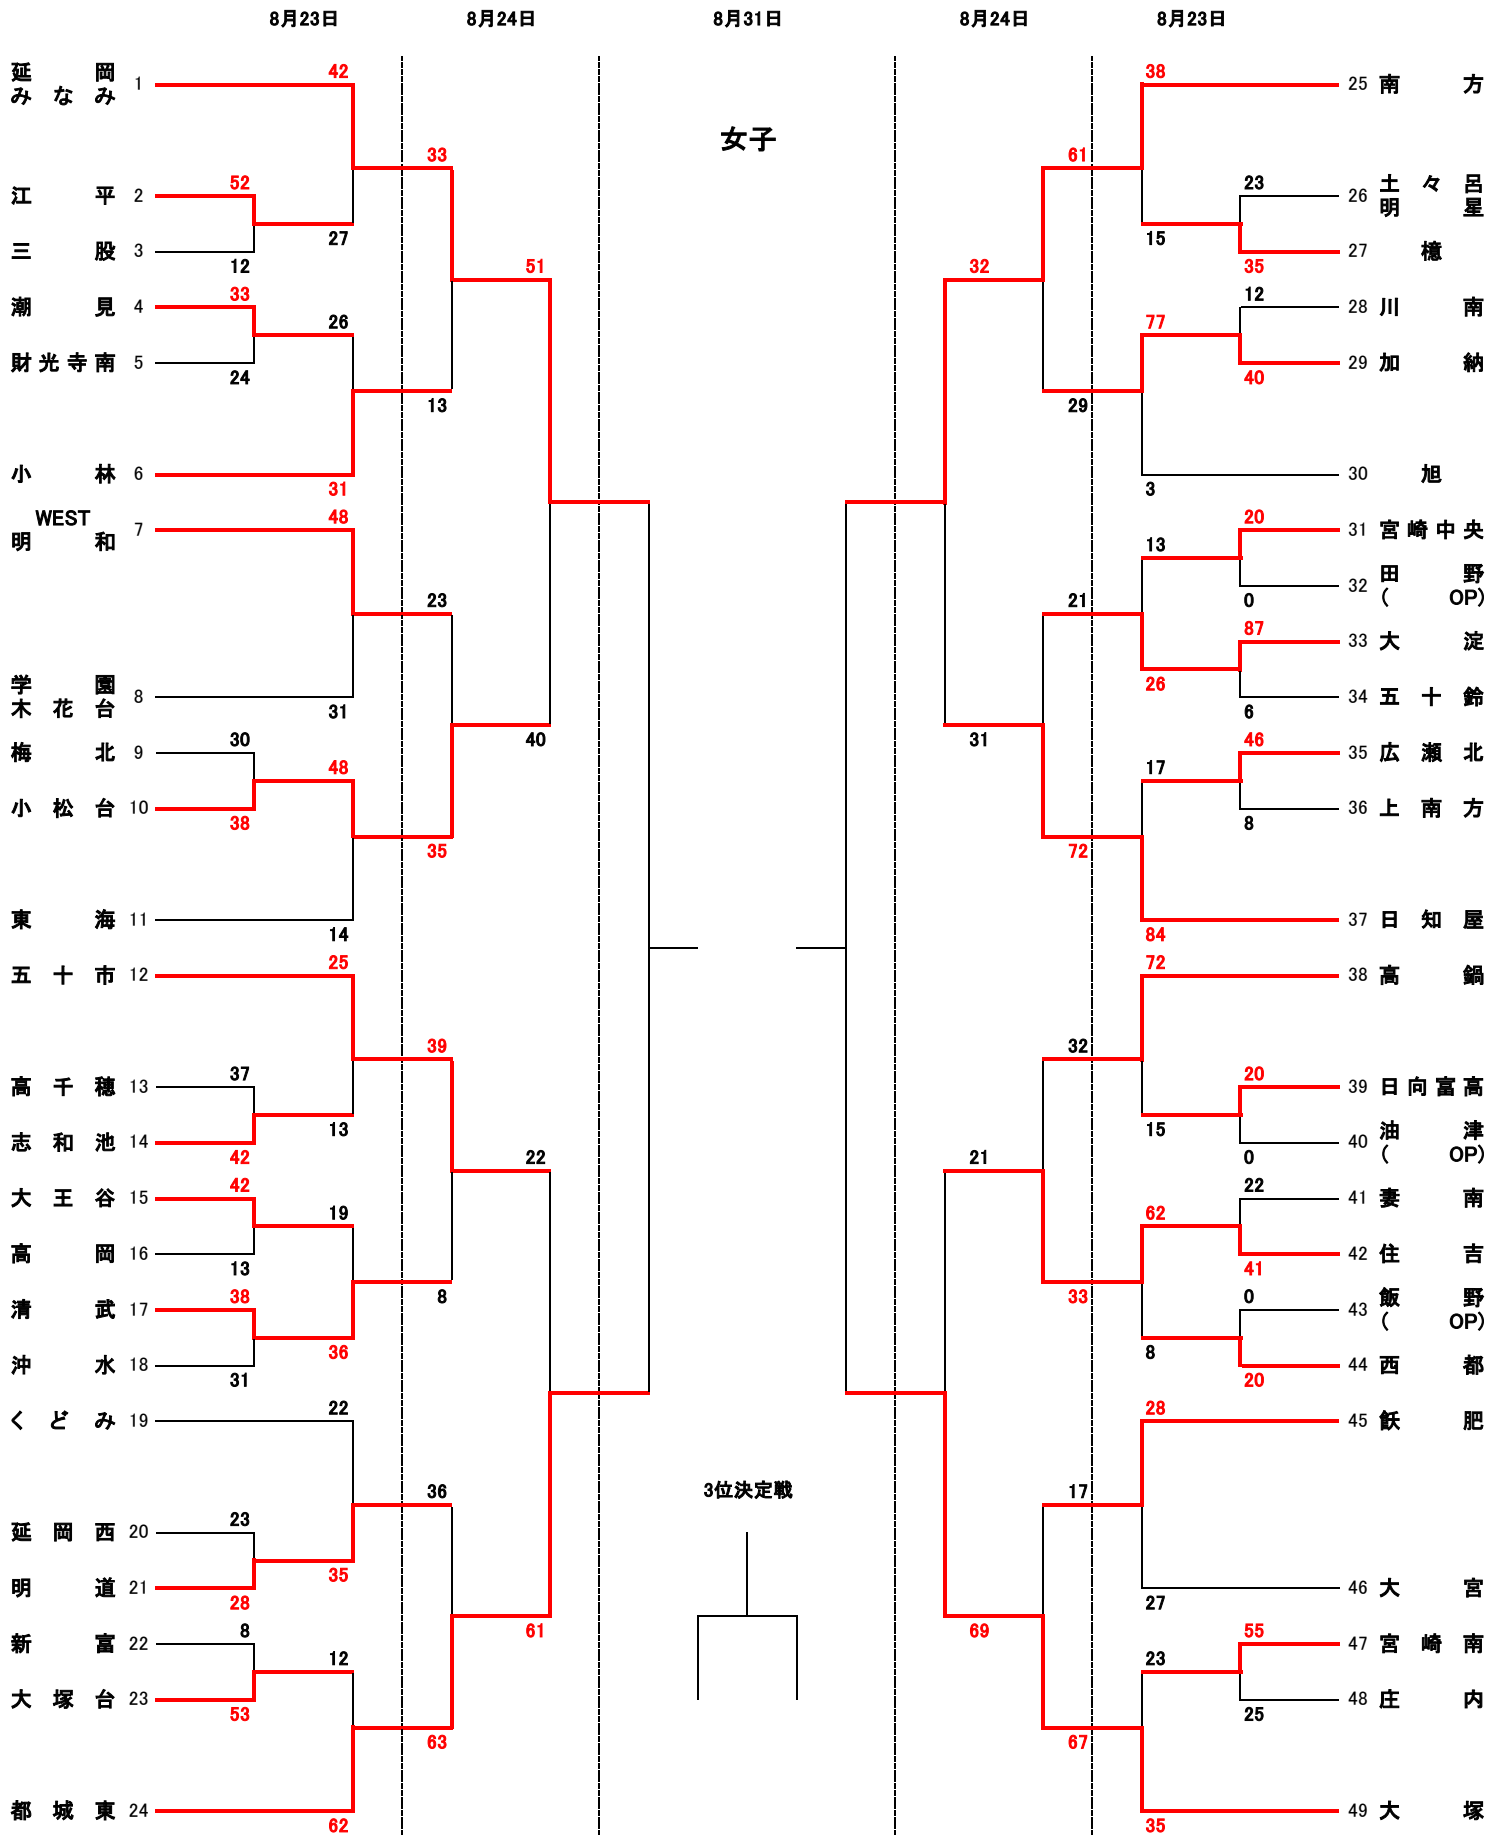 8月23日 8月24日 8月31日 8月24日 8月23日
女子
延岡
みなみ 1 42
33
江平 2 52
27
三股 3 12
51
潮見 4 33
26
財光寺南 5 24
13
小林 6 31
WEST
明和 7 48
23
学園
木花台 8 31
40
梅北 9 30
48
小松台 10 38
35
東海 11 14
五十市 12 25
39
高千穂 13 37
13
志和池 14 42
22
大王谷 15 42
19
高岡 16 13
8
清武 17 38
36
沖水 18 31
くどみ 19 22
36
延岡西 20 23
35
明道 21 28
61
新富 22 8
12
大塚台 23 53
63
都城東 24 62
3位決定戦
38 25 南方
61
23 26 土々呂
明星
15
35 27 檍
32
12 28 川南
77
40 29 加納
29
3 30 旭
20 31 宮崎中央
13
0 32 田野
(OP)
21
87 33 大淀
26
6 34 五十鈴
31
46 35 広瀬北
17
8 36 上南方
72
84 37 日知屋
72 38 高鍋
32
20 39 日向富高
15
0 40 油津
(OP)
21
22 41 妻南
62
41 42 住吉
33
0 43 飯野
(OP)
8
20 44 西都
28 45 飫肥
17
27 46 大宮
69
55 47 宮崎南
23
25 48 庄内
67
35 49 大塚